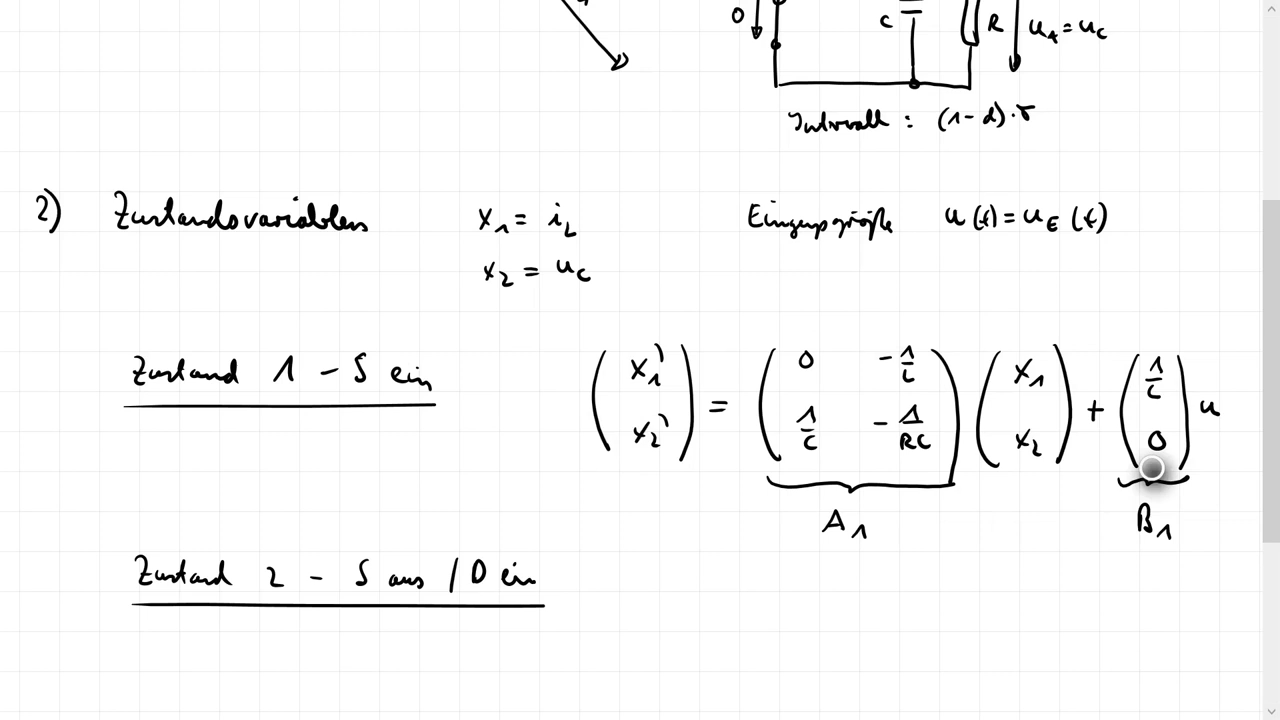 0 C R u_A = u_C
Intervall : (1-d)·T
2) Zustandsvariablen x_1 = i_L Eingangsgröße u(t) = u_E(t)
x_2 = u_C
Zustand 1 - S ein
(x_1' x_2') = (0 -1/L 1/C -1/RC) (x_1 x_2) + (1/L 0) u
A_1 B_1
Zustand 2 - S aus / D ein